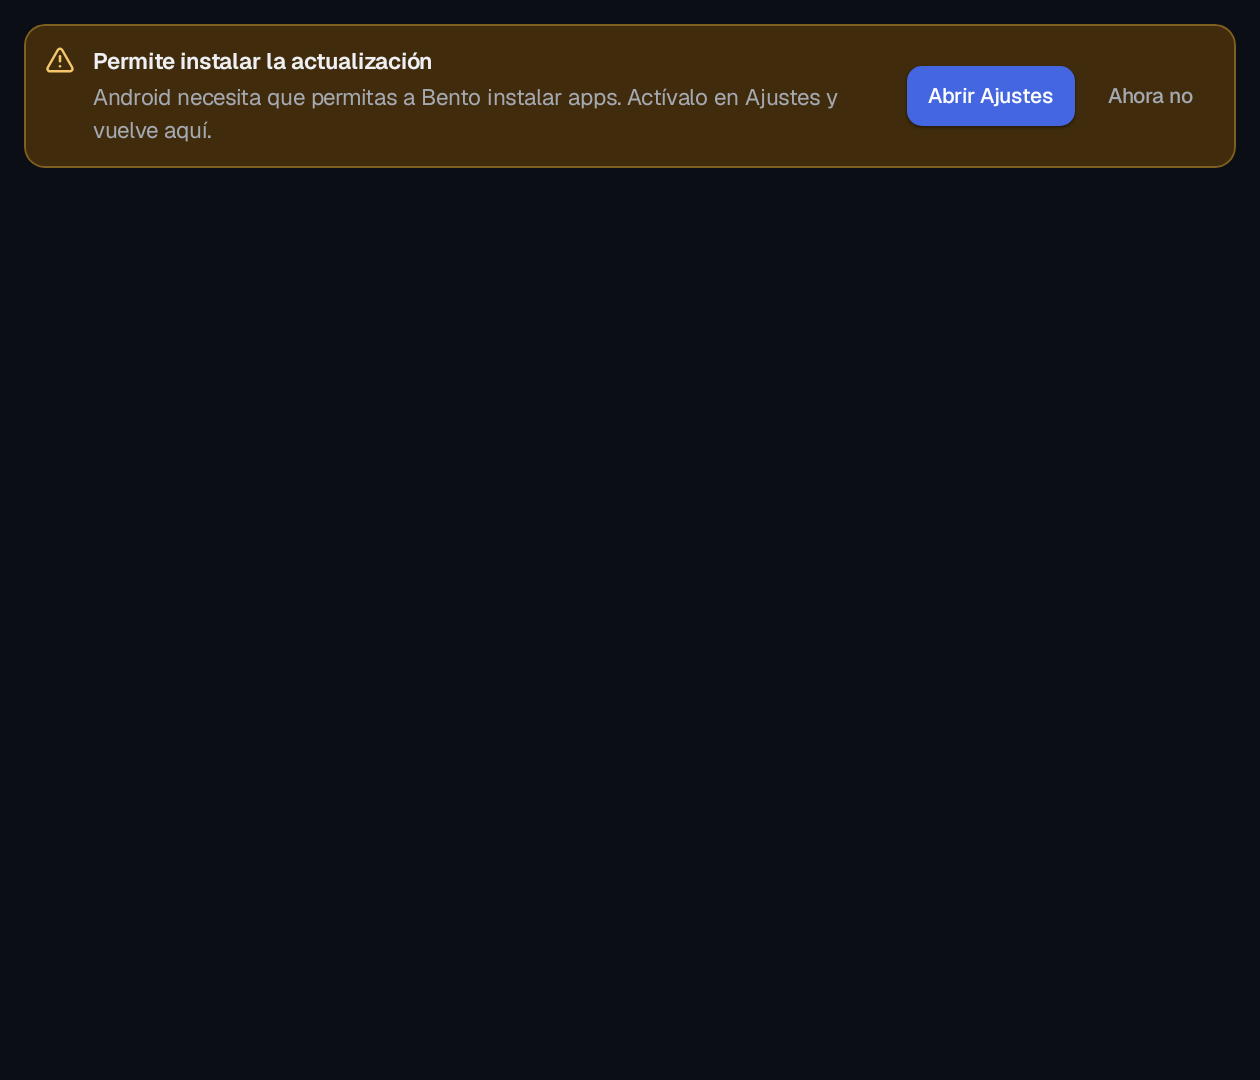 Permite instalar la actualización
Android necesita que permitas a Bento instalar apps. Actívalo en Ajustes y
vuelve aquí.
Abrir Ajustes
Ahora no